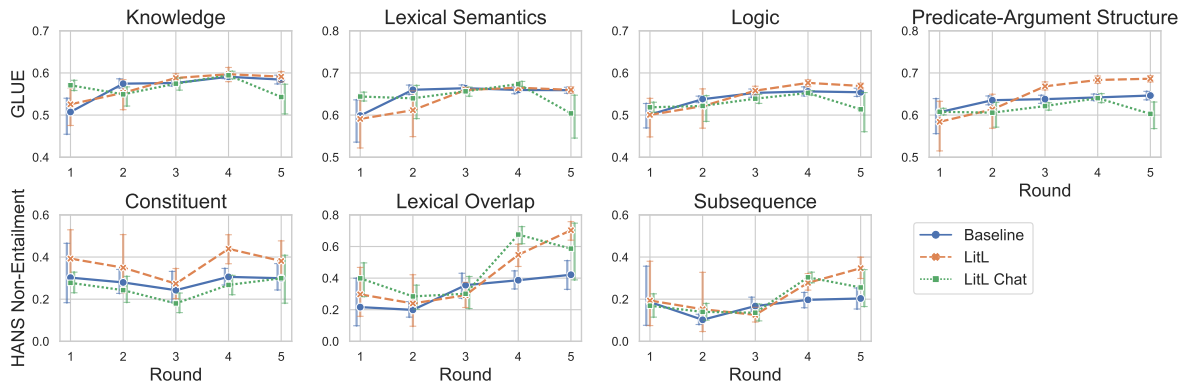 Knowledge
Lexical Semantics
Logic
Predicate-Argument Structure
GLUE
0.7
0.6
0.5
0.4
1 2 3 4 5
0.8
0.7
0.6
0.5
1 2 3 4 5
0.7
0.6
0.5
0.4
1 2 3 4 5
0.8
0.7
0.6
0.5
1 2 3 4 5
Round
Constituent
Lexical Overlap
Subsequence
HANS Non-Entailment
0.6
0.4
0.2
0.0
1 2 3 4 5
Round
0.8
0.6
0.4
0.2
0.0
1 2 3 4 5
Round
0.6
0.4
0.2
0.0
1 2 3 4 5
Round
Baseline
LitL
LitL Chat